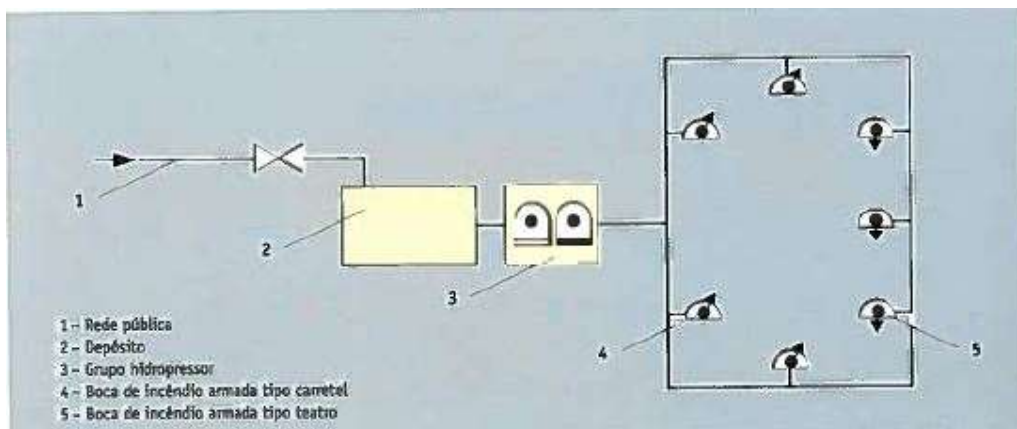 1
2
3
4
5
1 - Rede pública
2 - Depósito
3 - Grupo hidropressor
4 - Boca de incêndio armada tipo carretel
5 - Boca de incêndio armada tipo teatro